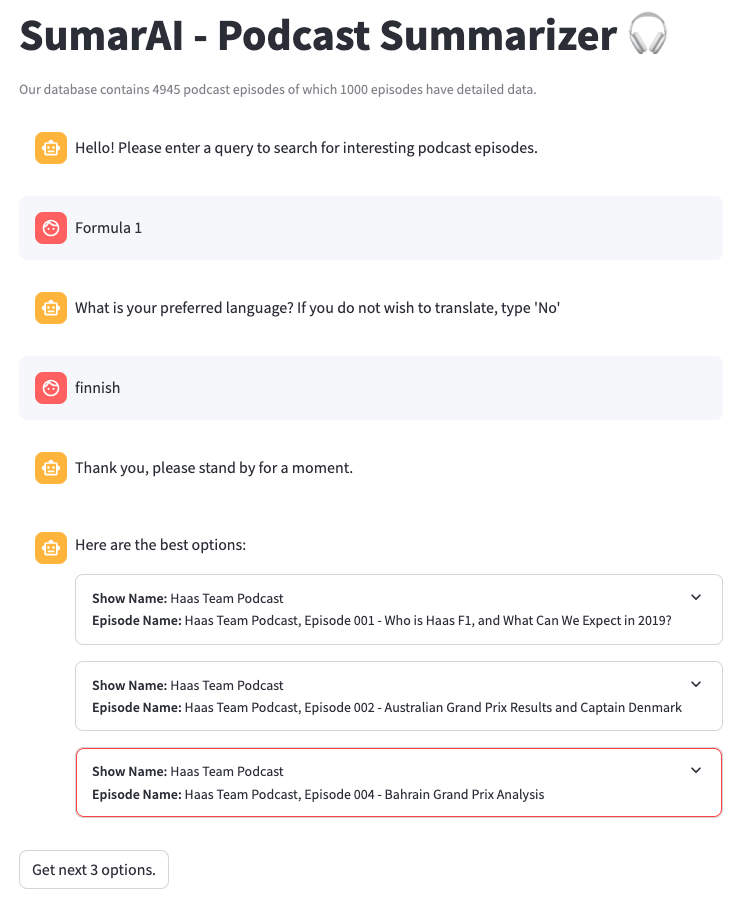 SumarAI - Podcast Summarizer 🎧
Our database contains 4945 podcast episodes of which 1000 episodes have detailed data.
Hello! Please enter a query to search for interesting podcast episodes.
Formula 1
What is your preferred language? If you do not wish to translate, type 'No'
finnish
Thank you, please stand by for a moment.
Here are the best options:
Show Name: Haas Team Podcast
Episode Name: Haas Team Podcast, Episode 001 - Who is Haas F1, and What Can We Expect in 2019?
Show Name: Haas Team Podcast
Episode Name: Haas Team Podcast, Episode 002 - Australian Grand Prix Results and Captain Denmark
Show Name: Haas Team Podcast
Episode Name: Haas Team Podcast, Episode 004 - Bahrain Grand Prix Analysis
Get next 3 options.